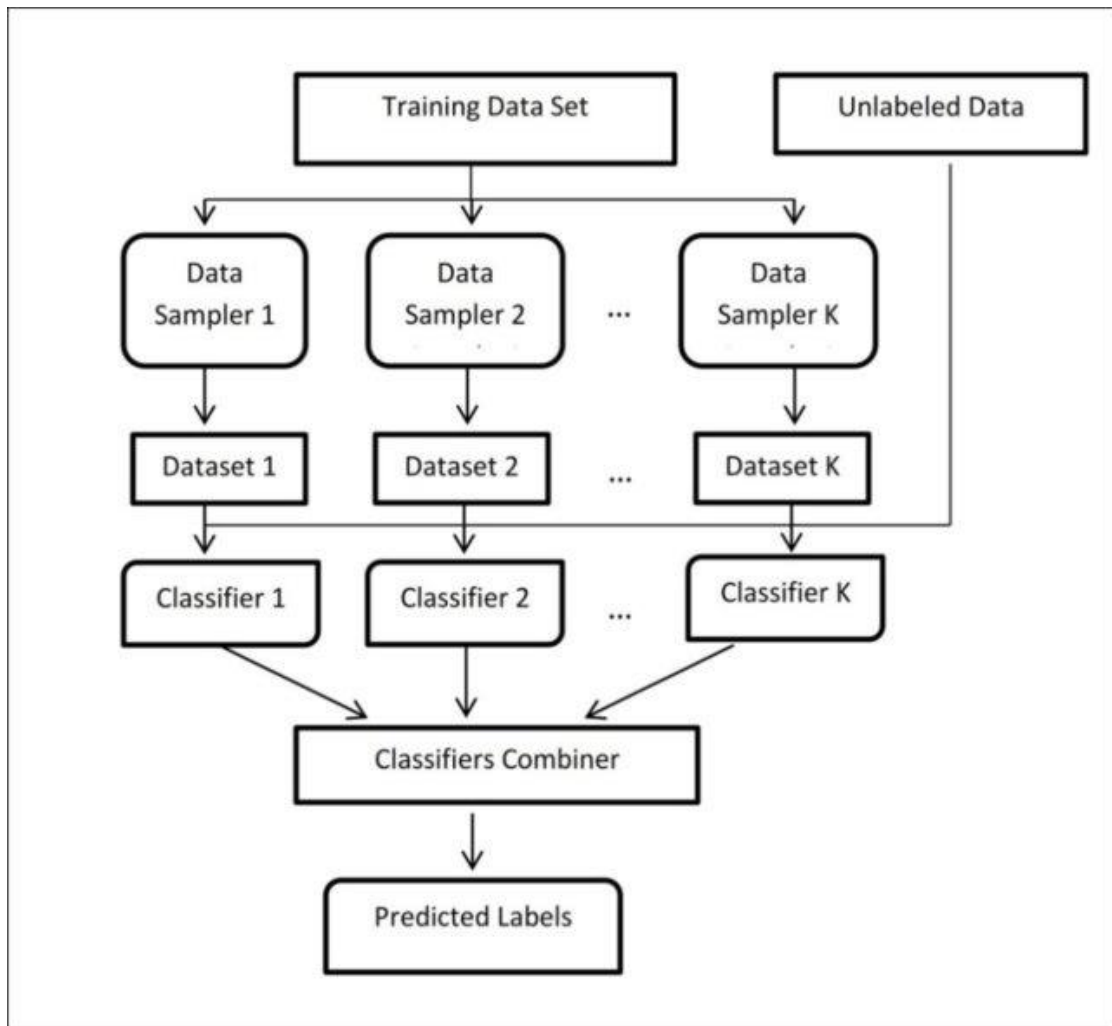 Training Data Set
Unlabeled Data
Data
Sampler 1
Data
Sampler 2
...
Data
Sampler K
Dataset 1
Dataset 2
...
Dataset K
Classifier 1
Classifier 2
...
Classifier K
Classifiers Combiner
Predicted Labels